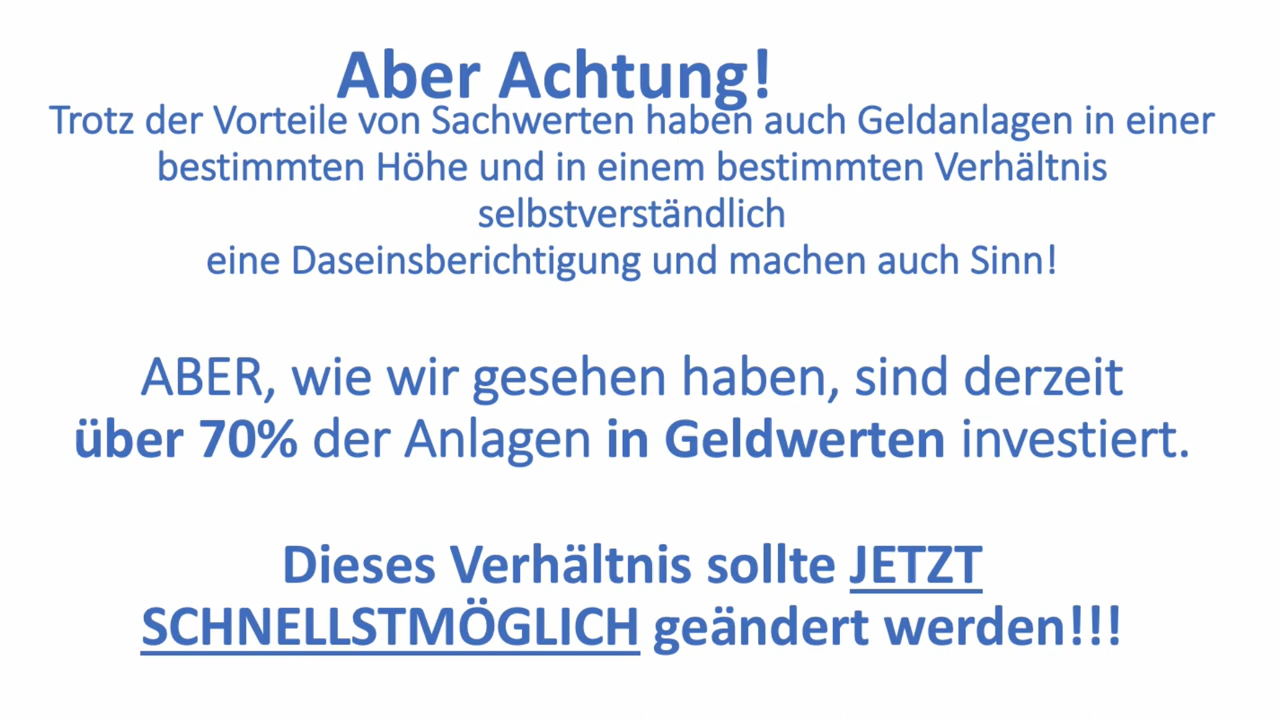 Aber Achtung!
Trotz der Vorteile von Sachwerten haben auch Geldanlagen in einer
bestimmten Höhe und in einem bestimmten Verhältnis
selbstverständlich
eine Daseinsberichtigung und machen auch Sinn!
ABER, wie wir gesehen haben, sind derzeit
über 70% der Anlagen in Geldwerten investiert.
Dieses Verhältnis sollte JETZT
SCHNELLSTMÖGLICH geändert werden!!!